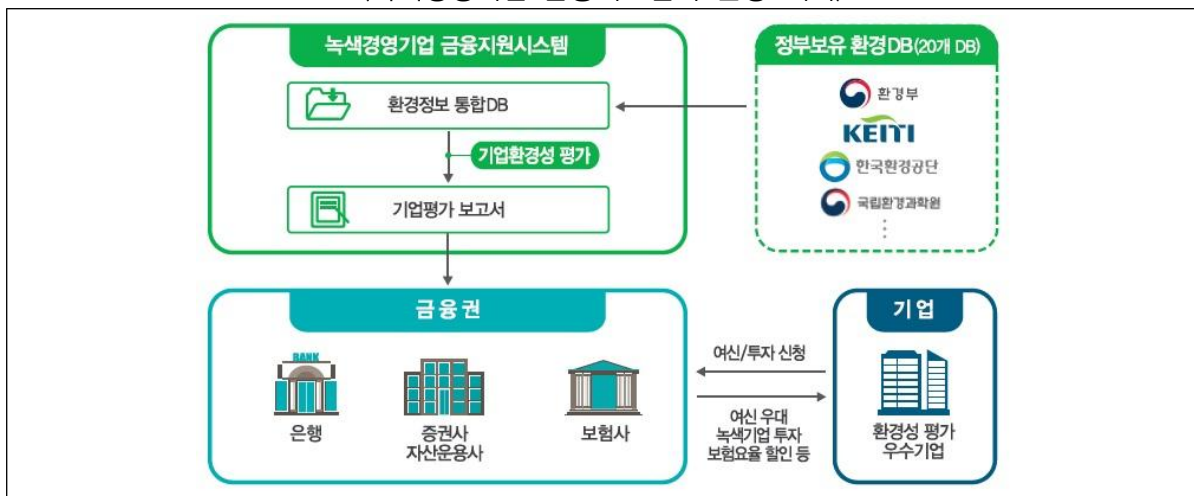 녹색경영기업 금융지원시스템
환경정보 통합DB
기업환경성 평가
기업평가 보고서
정부보유 환경DB(20개 DB)
환경부
KEITI
한국환경공단
국립환경과학원
금융권
BANK
은행
증권사
자산운용사
보험사
여신/투자 신청
여신 우대
녹색기업 투자
보험요율 할인 등
기업
환경성 평가
우수기업